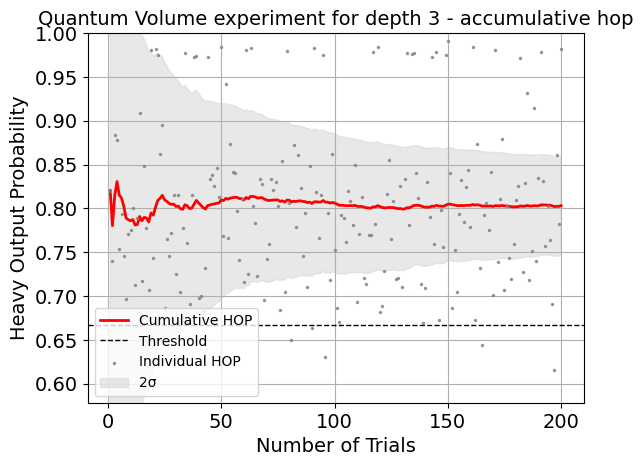 Quantum Volume experiment for depth 3 - accumulative hop
Heavy Output Probability
1.00
0.95
0.90
0.85
0.80
0.75
0.70
0.65
0.60
Cumulative HOP
Threshold
Individual HOP
2σ
0 50 100 150 200
Number of Trials